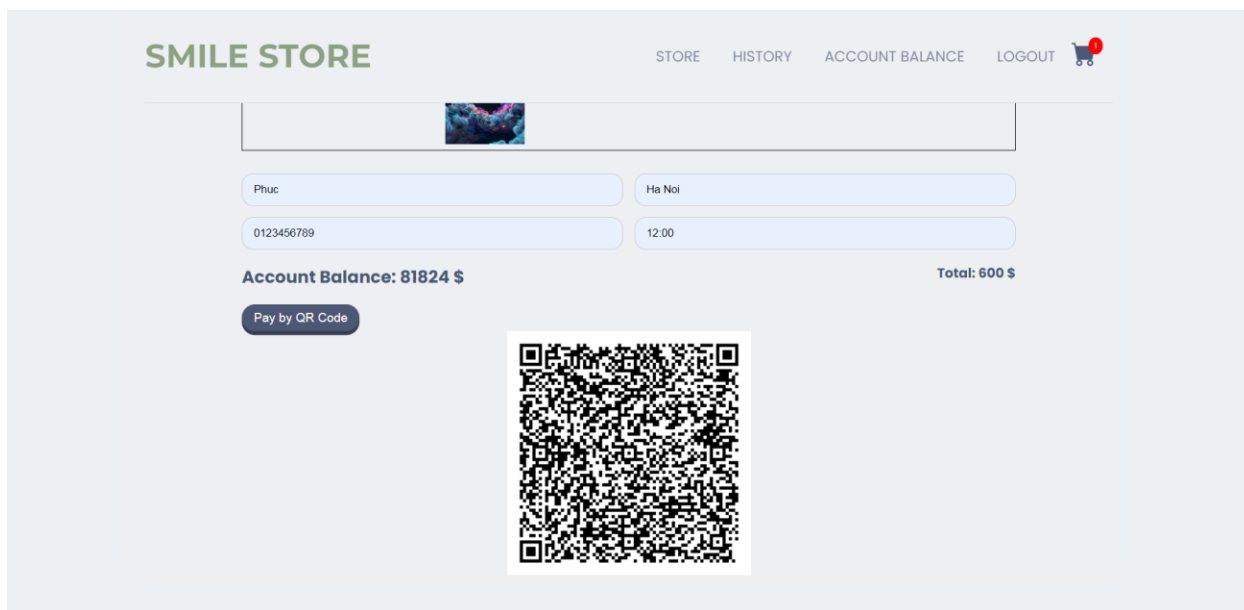 SMILE STORE
STORE HISTORY ACCOUNT BALANCE LOGOUT 1
Phuc
Ha Noi
0123456789
12:00
Account Balance: 81824 $
Total: 600 $
Pay by QR Code